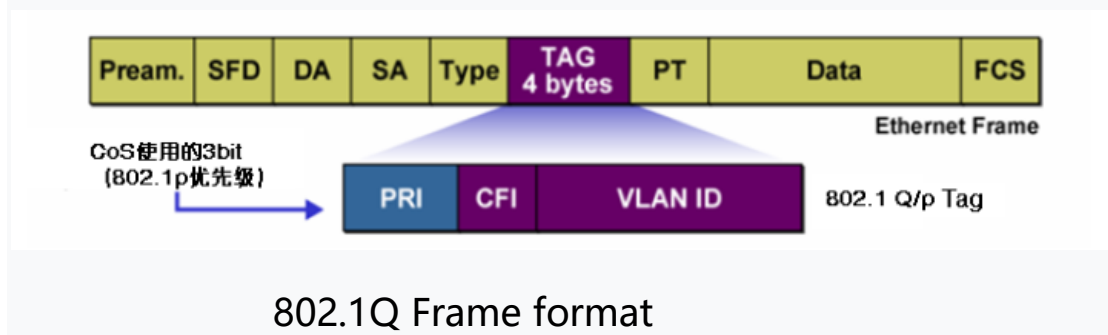 Pream. SFD DA SA Type TAG 4 bytes PT Data FCS
Ethernet Frame
CoS使用的3bit
(802.1p优先级)
PRI CFI VLAN ID
802.1 Q/p Tag
802.1Q Frame format